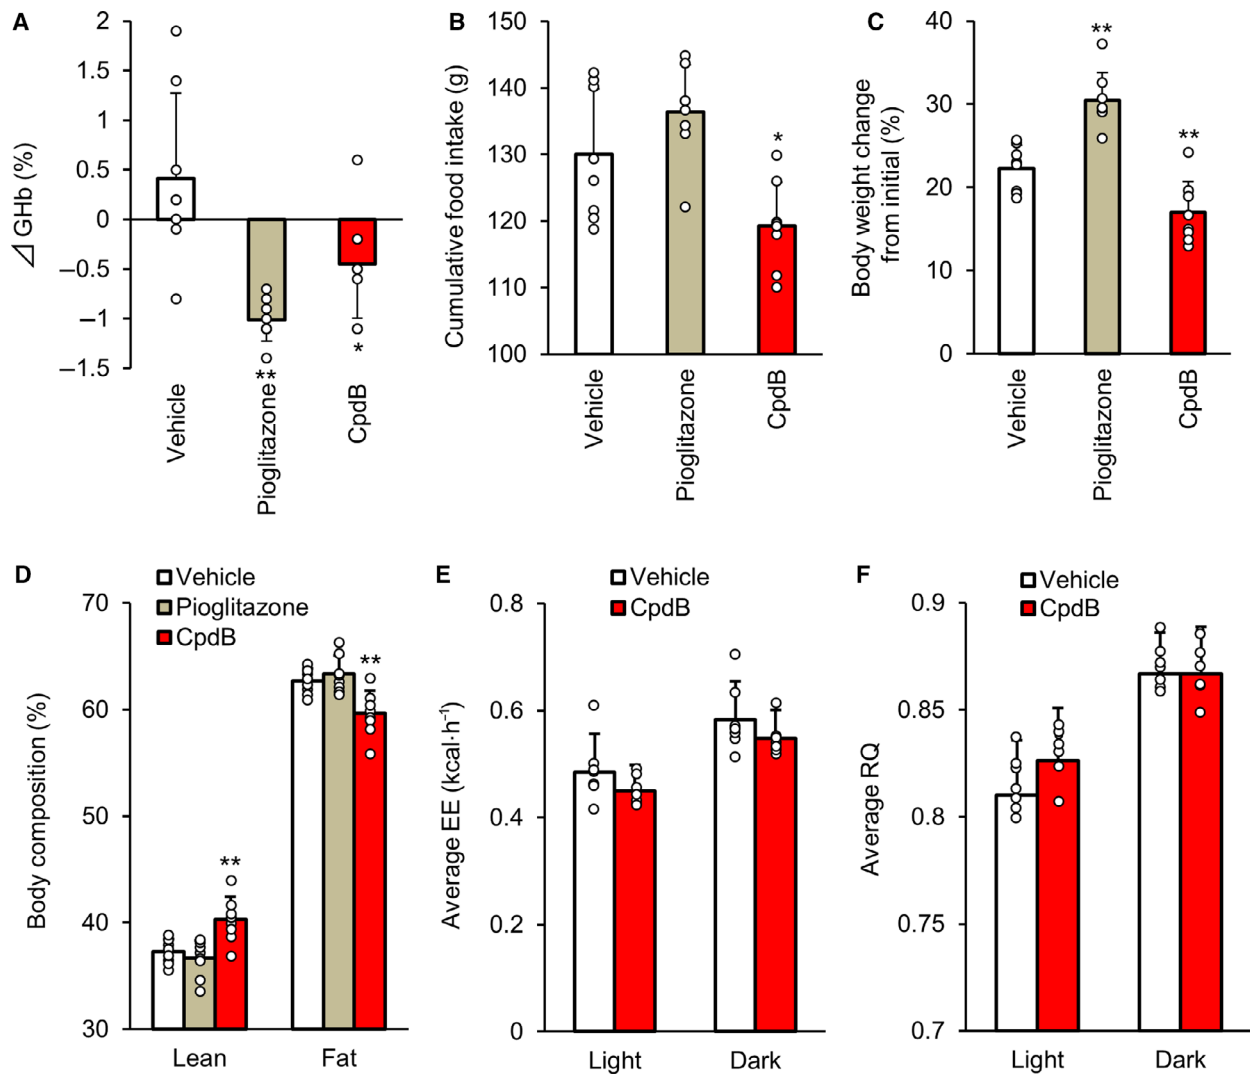 A
⊿ GHb (%)
2
1.5
1
0.5
0
–0.5
–1
–1.5
**
*
Vehicle
Pioglitazone
CpdB
B
Cumulative food intake (g)
150
140
130
120
110
100
*
Vehicle
Pioglitazone
CpdB
C
Body weight change
from initial (%)
40
30
20
10
0
**
**
Vehicle
Pioglitazone
CpdB
D
Vehicle
Pioglitazone
CpdB
Body composition (%)
70
60
50
40
30
**
**
Lean
Fat
E
Vehicle
CpdB
Average EE (kcal·h⁻¹)
0.8
0.6
0.4
0.2
0
Light
Dark
F
Vehicle
CpdB
Average RQ
0.9
0.85
0.8
0.75
0.7
Light
Dark